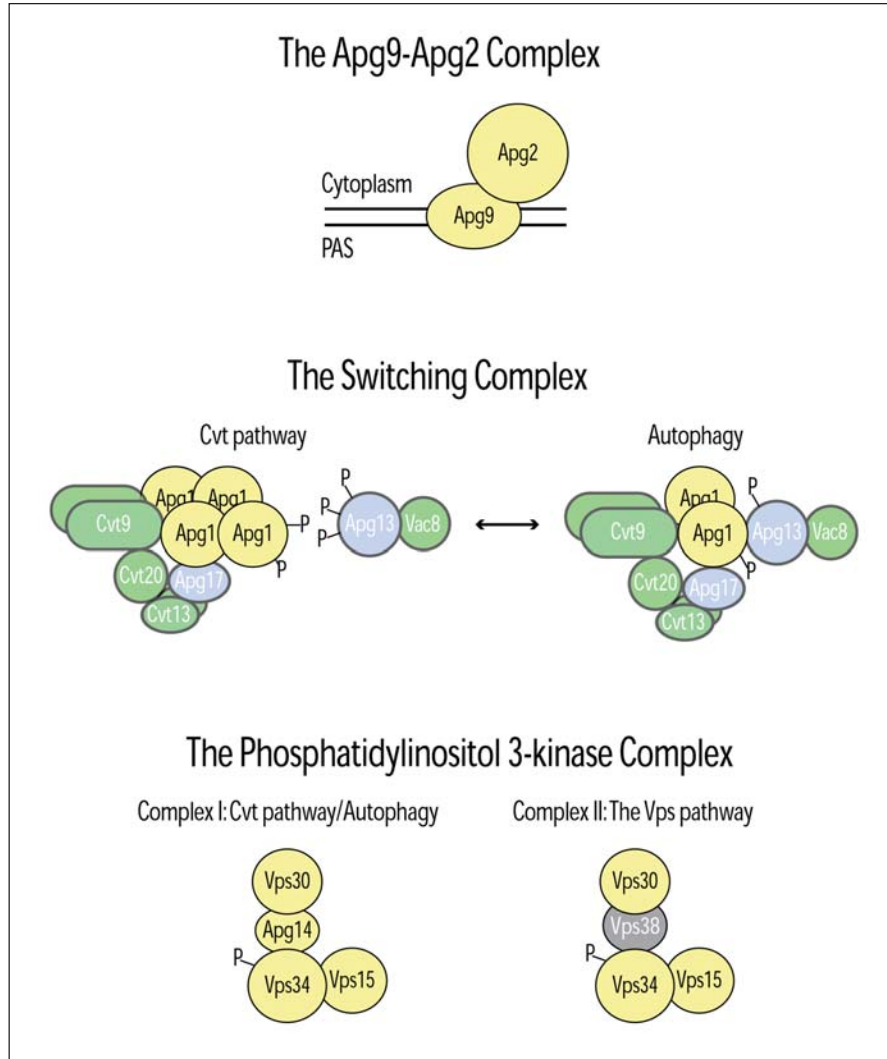 The Apg9-Apg2 Complex
Apg2
Cytoplasm
Apg9
PAS
The Switching Complex
Cvt pathway
Autophagy
P
P
Apg1 Apg1
Apg1
P
P
Cvt9
Apg1
Apg1
P
Apg13
Vac8
Cvt9
Apg1
Apg13
Vac8
P
P
P
Cvt20
Apg17
Cvt20
Apg17
Cvt13
Cvt13
The Phosphatidylinositol 3-kinase Complex
Complex I: Cvt pathway/Autophagy
Complex II: The Vps pathway
Vps30
Vps30
Apg14
Vps38
P
P
Vps34
Vps15
Vps34
Vps15